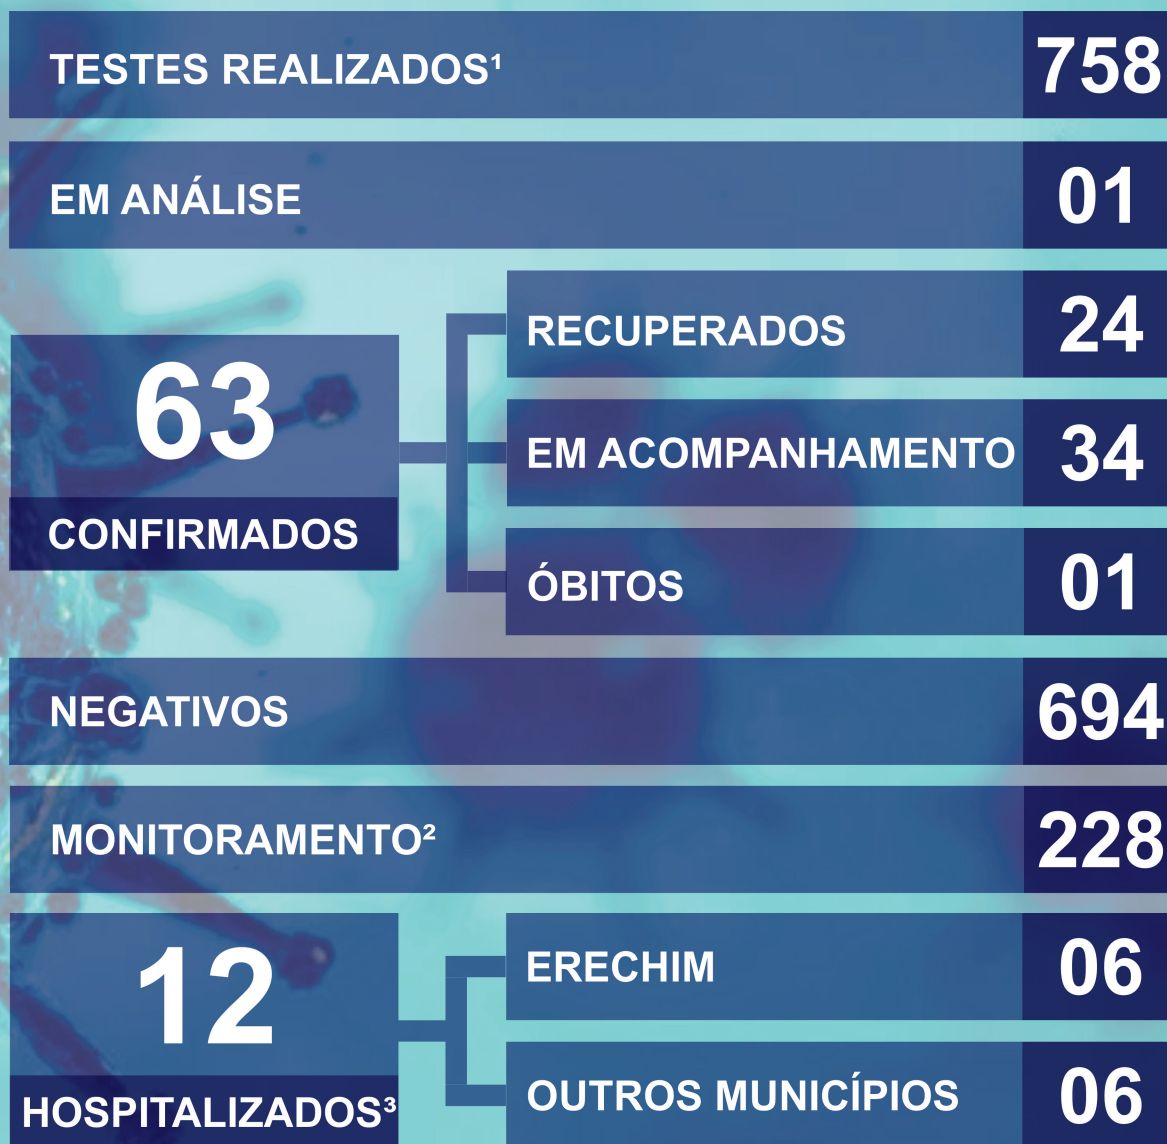 TESTES REALIZADOS¹ 758
EM ANÁLISE 01
63
CONFIRMADOS
RECUPERADOS 24
EM ACOMPANHAMENTO 34
ÓBITOS 01
NEGATIVOS 694
MONITORAMENTO² 228
12
HOSPITALIZADOS³
ERECHIM 06
OUTROS MUNICÍPIOS 06